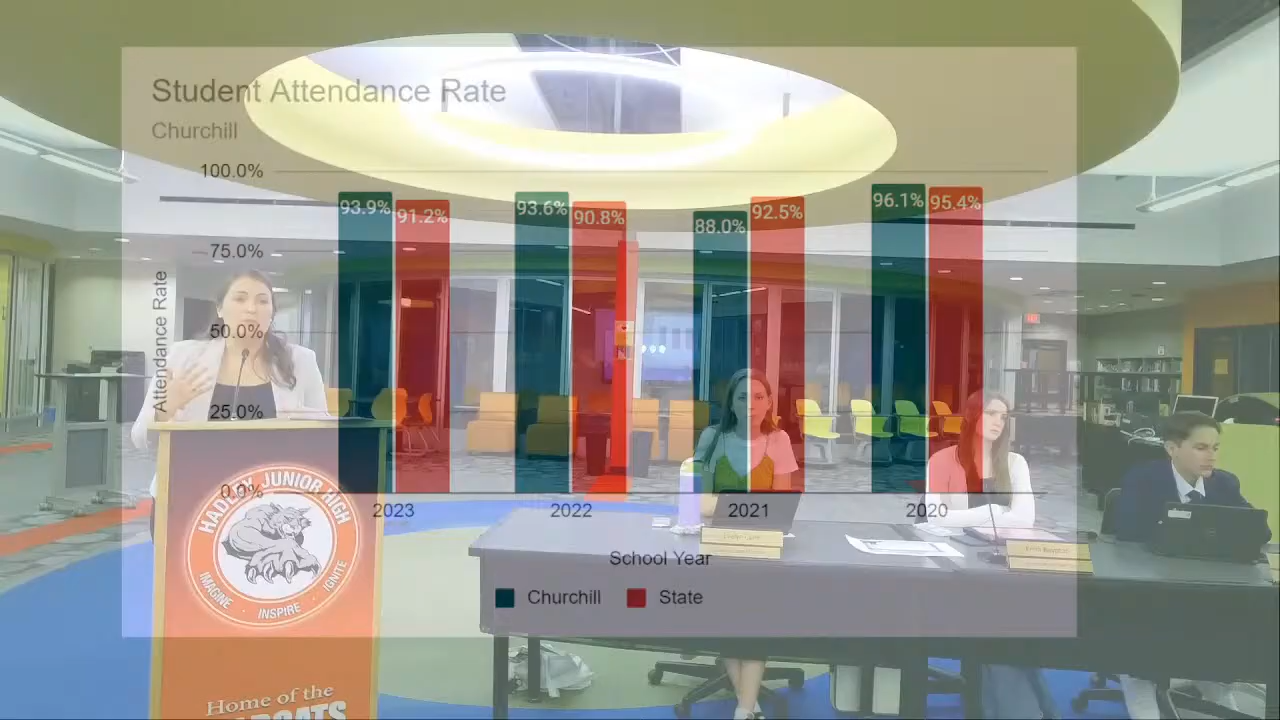 Student Attendance Rate
Churchill
100.0%
75.0%
50.0%
25.0%
0.0%
Attendance Rate
93.9%
91.2%
93.6%
90.8%
88.0%
92.5%
96.1%
95.4%
2023
2022
2021
2020
School Year
Churchill
State
JUNIOR HIGH
IMAGINE · INSPIRE · IGNITE
Home of the